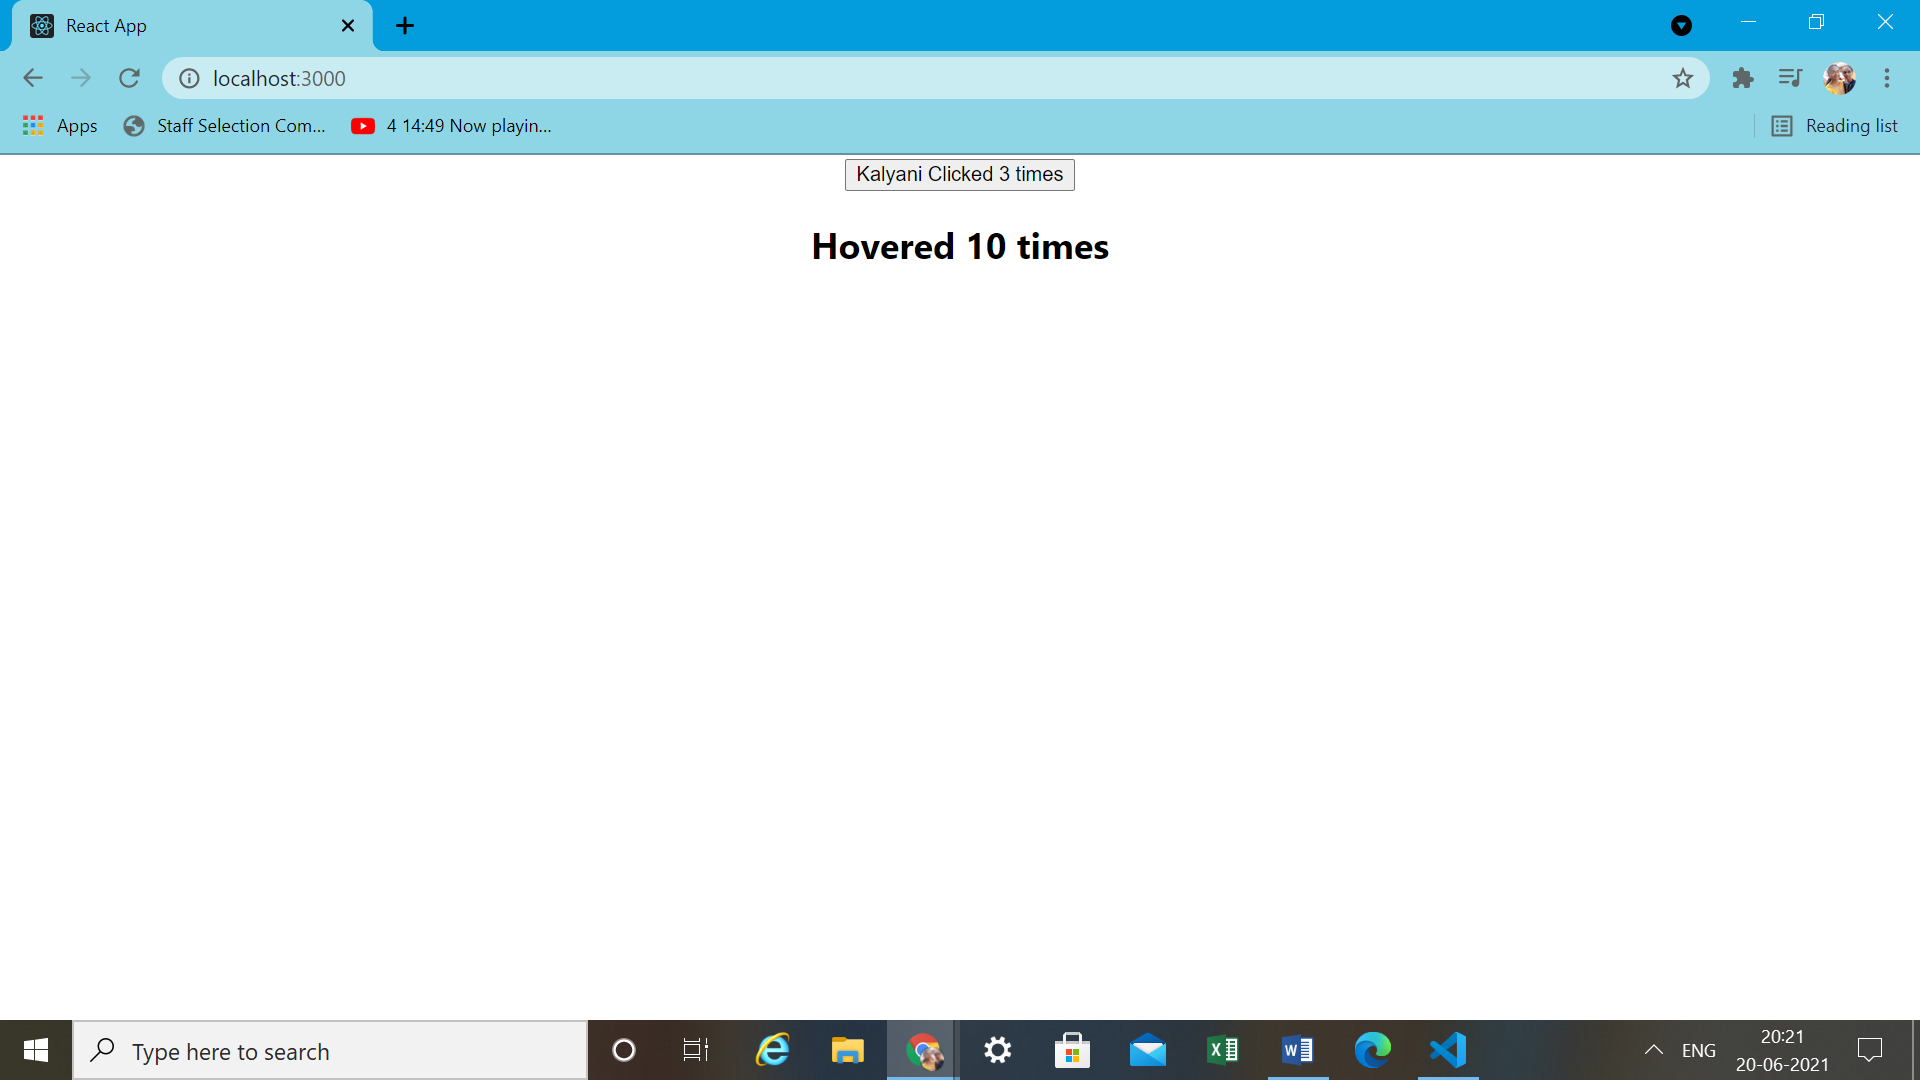 React App
localhost:3000
Apps
Staff Selection Com...
4 14:49 Now playin...
Reading list
Kalyani Clicked 3 times
Hovered 10 times
Type here to search
ENG
20:21
20-06-2021